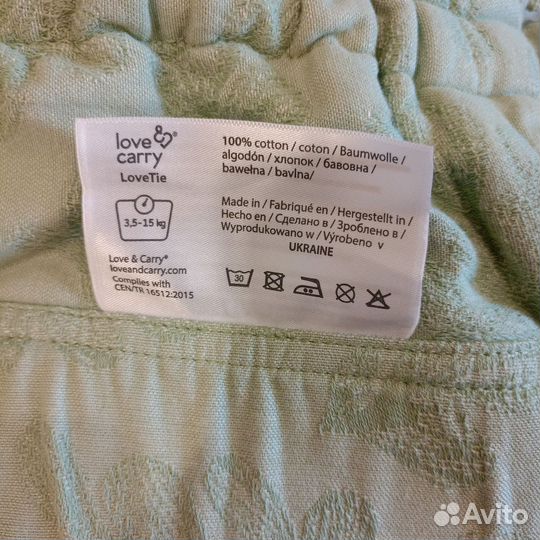 love & carry®
LoveTie
3,5–15 kg
Love & Carry®
loveandcarry.com
Complies with
CEN/TR 16512:2015
100% cotton / coton / Baumwolle /
algodón / хлопок / бавовна /
bawełna / bavlna/
Made in / Fabriqué en / Hergestellt in/
Hecho en / Сделано в / Зроблено в/
Wyprodukowano w / Výrobeno v
UKRAINE
30
Avito